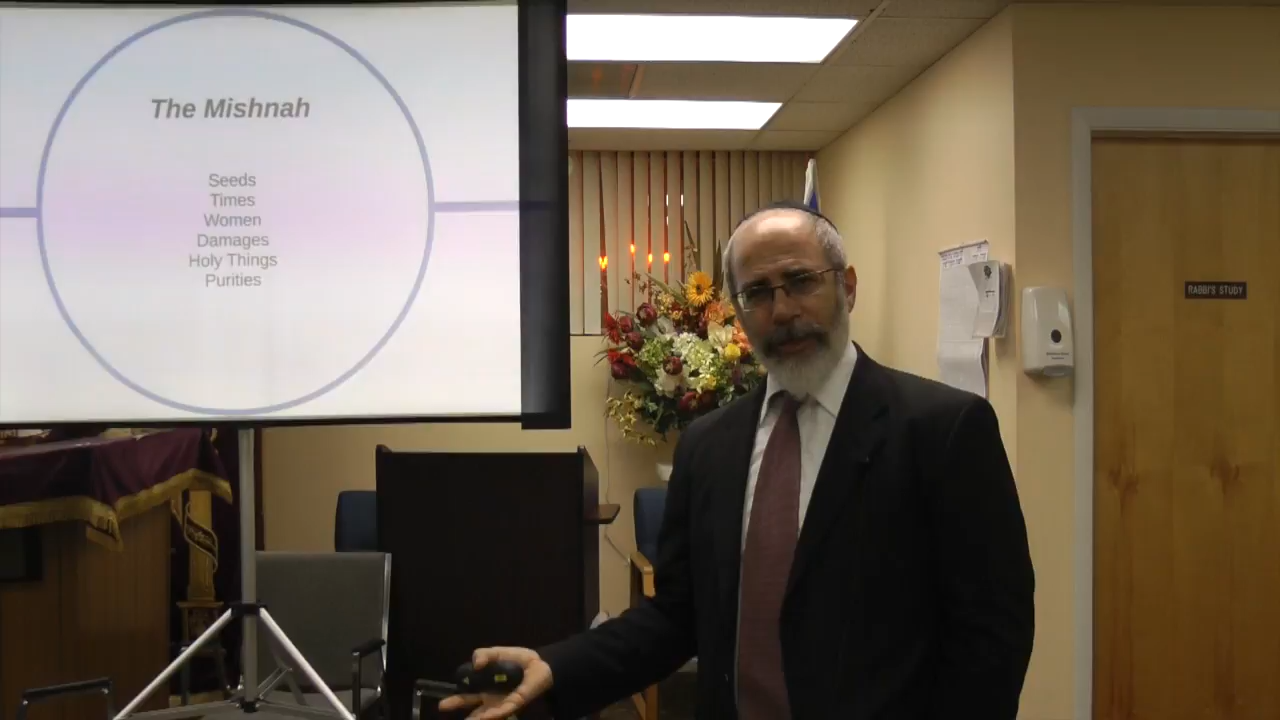 The Mishnah
Seeds
Times
Women
Damages
Holy Things
Purities
RABBI'S STUDY